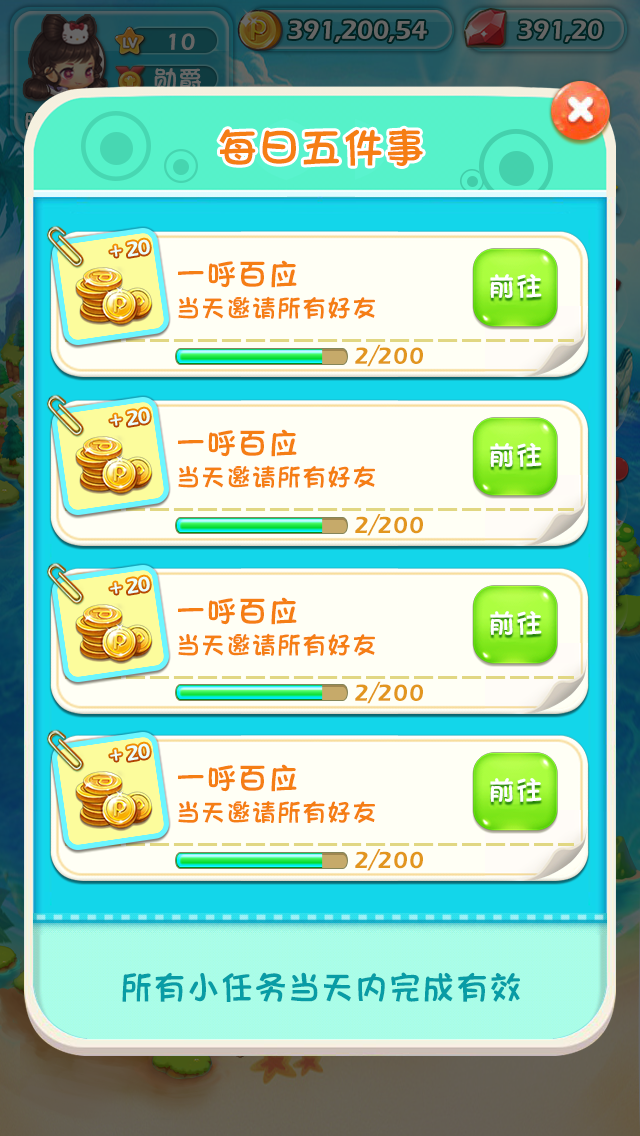 LV 10
391,200,54
391,20
勋爵
每日五件事
+20
一呼百应
当天邀请所有好友
前往
2/200
+20
一呼百应
当天邀请所有好友
前往
2/200
+20
一呼百应
当天邀请所有好友
前往
2/200
+20
一呼百应
当天邀请所有好友
前往
2/200
所有小任务当天内完成有效